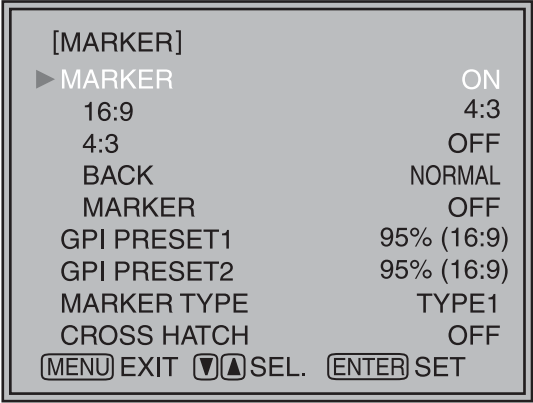 [MARKER]
▶MARKER ON
16:9 4:3
4:3 OFF
BACK NORMAL
MARKER OFF
GPI PRESET1 95% (16:9)
GPI PRESET2 95% (16:9)
MARKER TYPE TYPE1
CROSS HATCH OFF
MENU EXIT ▼▲ SEL. ENTER SET